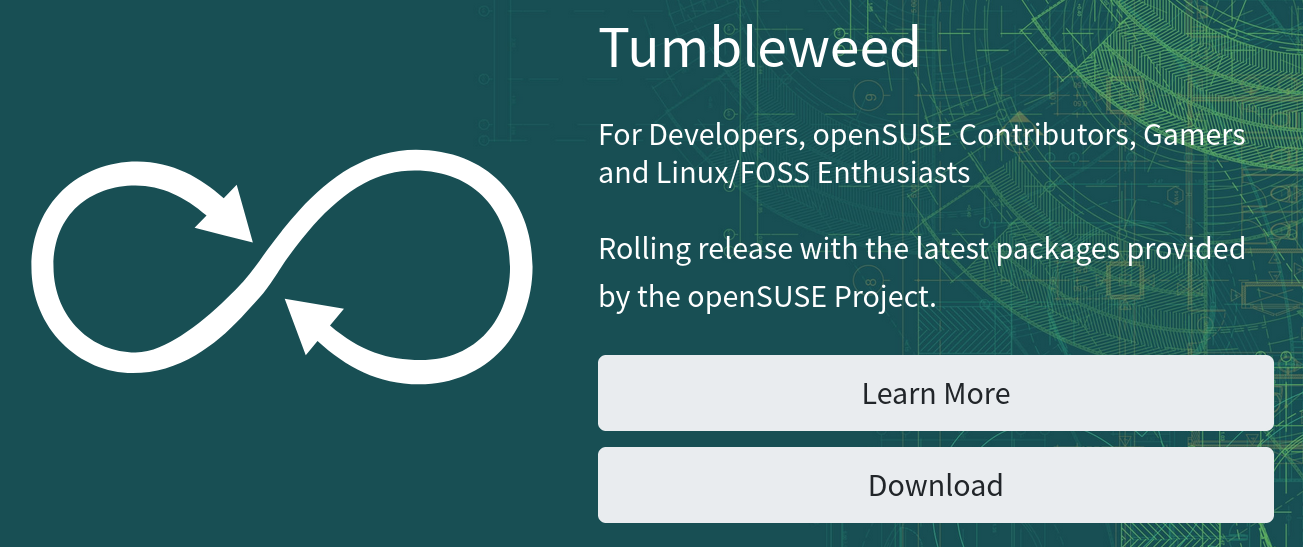 Tumbleweed
For Developers, openSUSE Contributors, Gamers
and Linux/FOSS Enthusiasts
Rolling release with the latest packages provided
by the openSUSE Project.
Learn More
Download